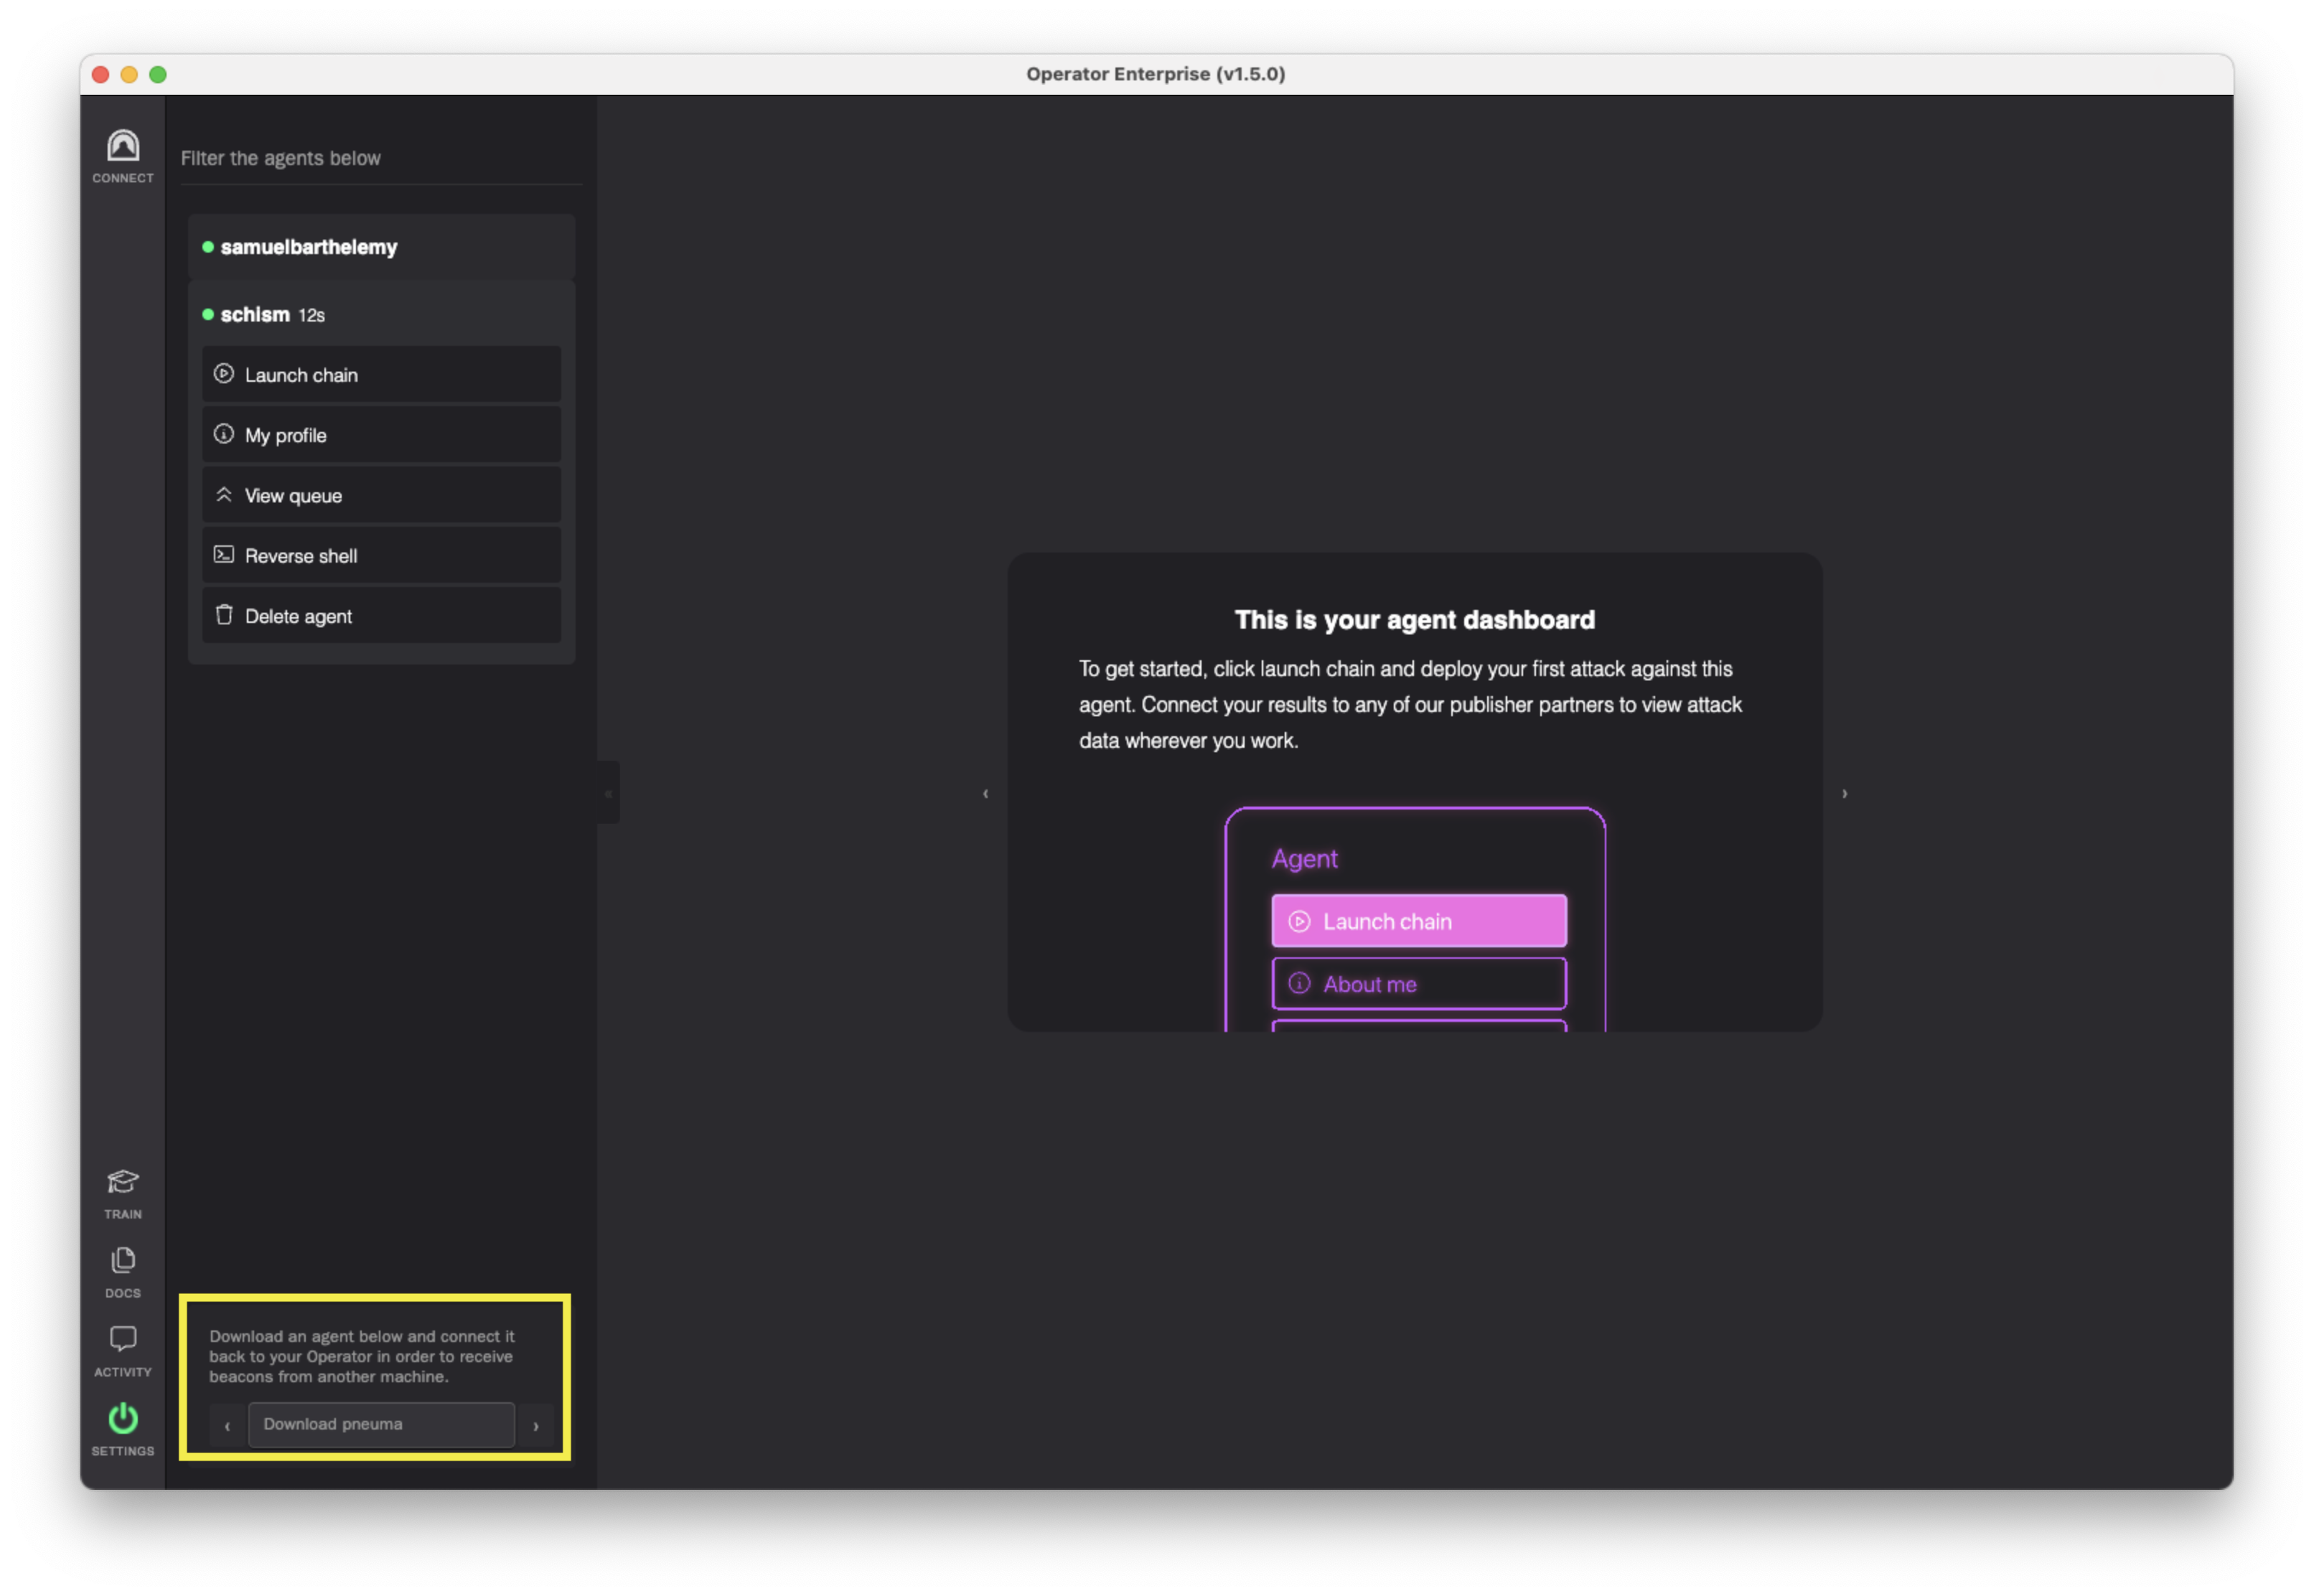 Operator Enterprise (v1.5.0)
CONNECT
Filter the agents below
samuelbarthelemy
schism 12s
Launch chain
My profile
View queue
Reverse shell
Delete agent
This is your agent dashboard
To get started, click launch chain and deploy your first attack against this
agent. Connect your results to any of our publisher partners to view attack
data wherever you work.
Agent
Launch chain
About me
TRAIN
DOCS
ACTIVITY
SETTINGS
Download an agent below and connect it
back to your Operator in order to receive
beacons from another machine.
Download pneuma